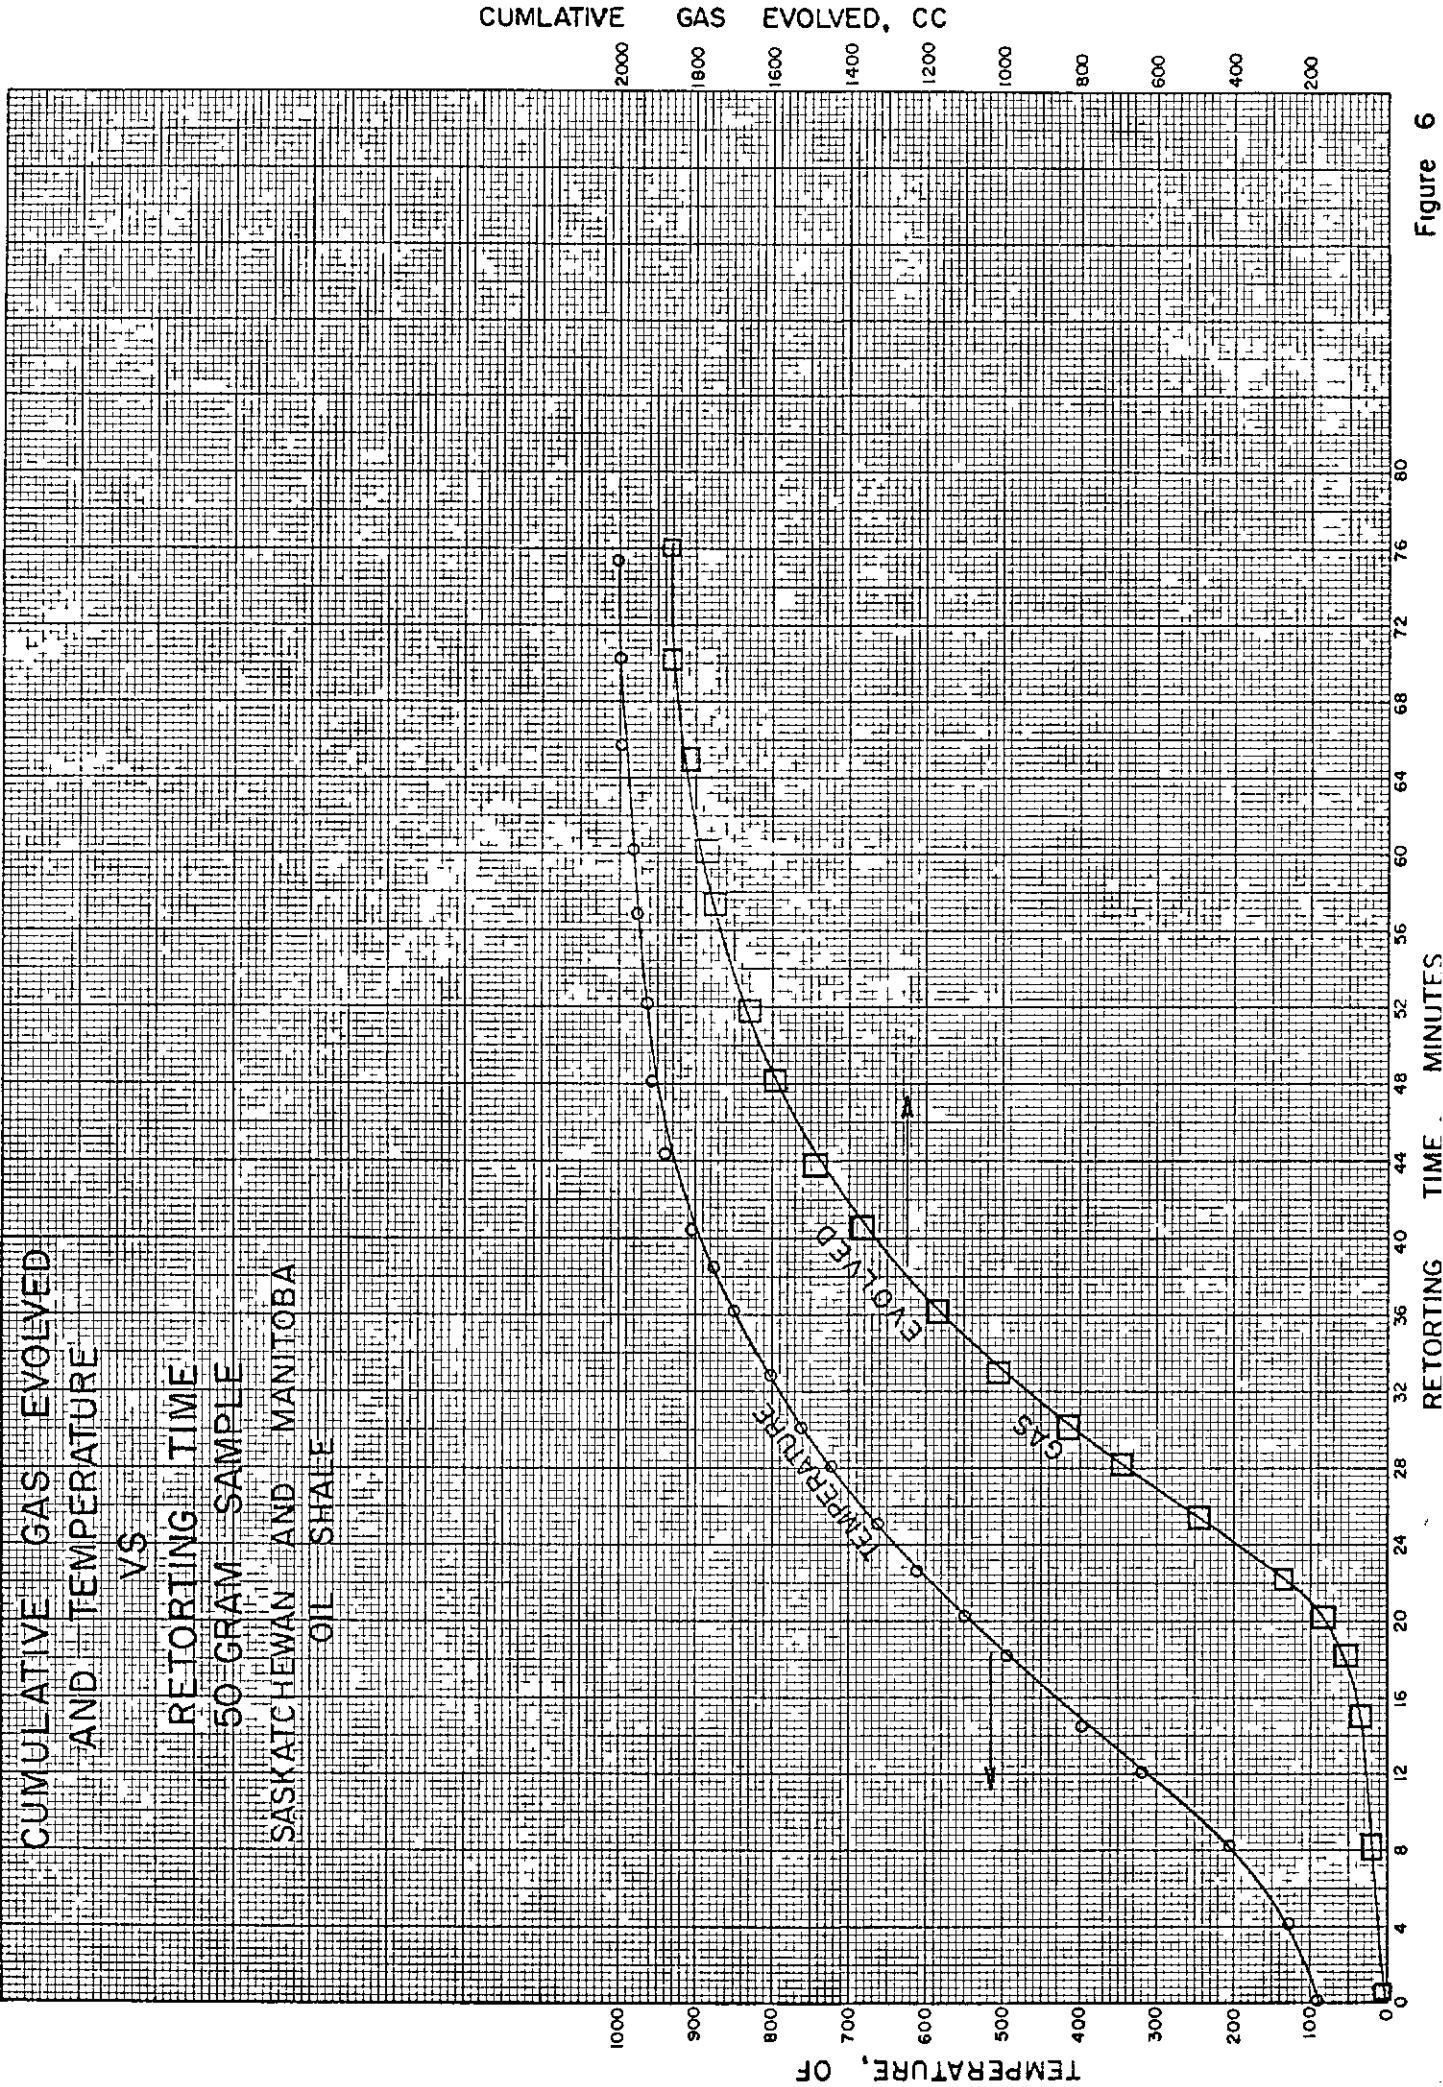 CUMULATIVE GAS EVOLVED
AND TEMPERATURE
VS
RETORTING TIME
50 GRAM SAMPLE
SASKATCHEWAN AND MANITOBA
OIL SHALE
TEMPERATURE, OF
1000
900
800
700
600
500
400
300
200
100
0
TEMPERATURE
GAS EVOLVED
CUMLATIVE GAS EVOLVED, CC
2000
1800
1600
1400
1200
1000
800
600
400
200
0 4 8 12 16 20 24 28 32 36 40 44 48 52 56 60 64 68 72 76 80
RETORTING TIME. MINUTES
Figure 6